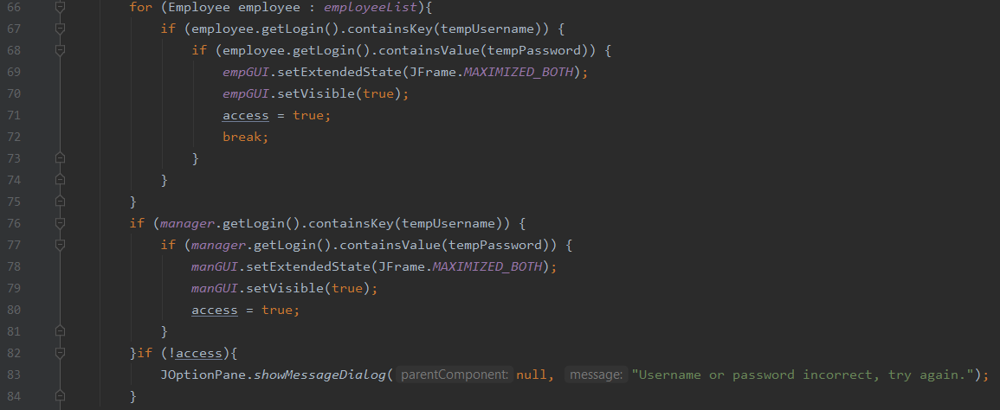 66 for (Employee employee : employeeList){
67 if (employee.getLogin().containsKey(tempUsername)) {
68 if (employee.getLogin().containsValue(tempPassword)) {
69 empGUI.setExtendedState(JFrame.MAXIMIZED_BOTH);
70 empGUI.setVisible(true);
71 access = true;
72 break;
73 }
74 }
75 }
76 if (manager.getLogin().containsKey(tempUsername)) {
77 if (manager.getLogin().containsValue(tempPassword)) {
78 manGUI.setExtendedState(JFrame.MAXIMIZED_BOTH);
79 manGUI.setVisible(true);
80 access = true;
81 }
82 }if (!access){
83 JOptionPane.showMessageDialog( parentComponent: null, message: "Username or password incorrect, try again.");
84 }